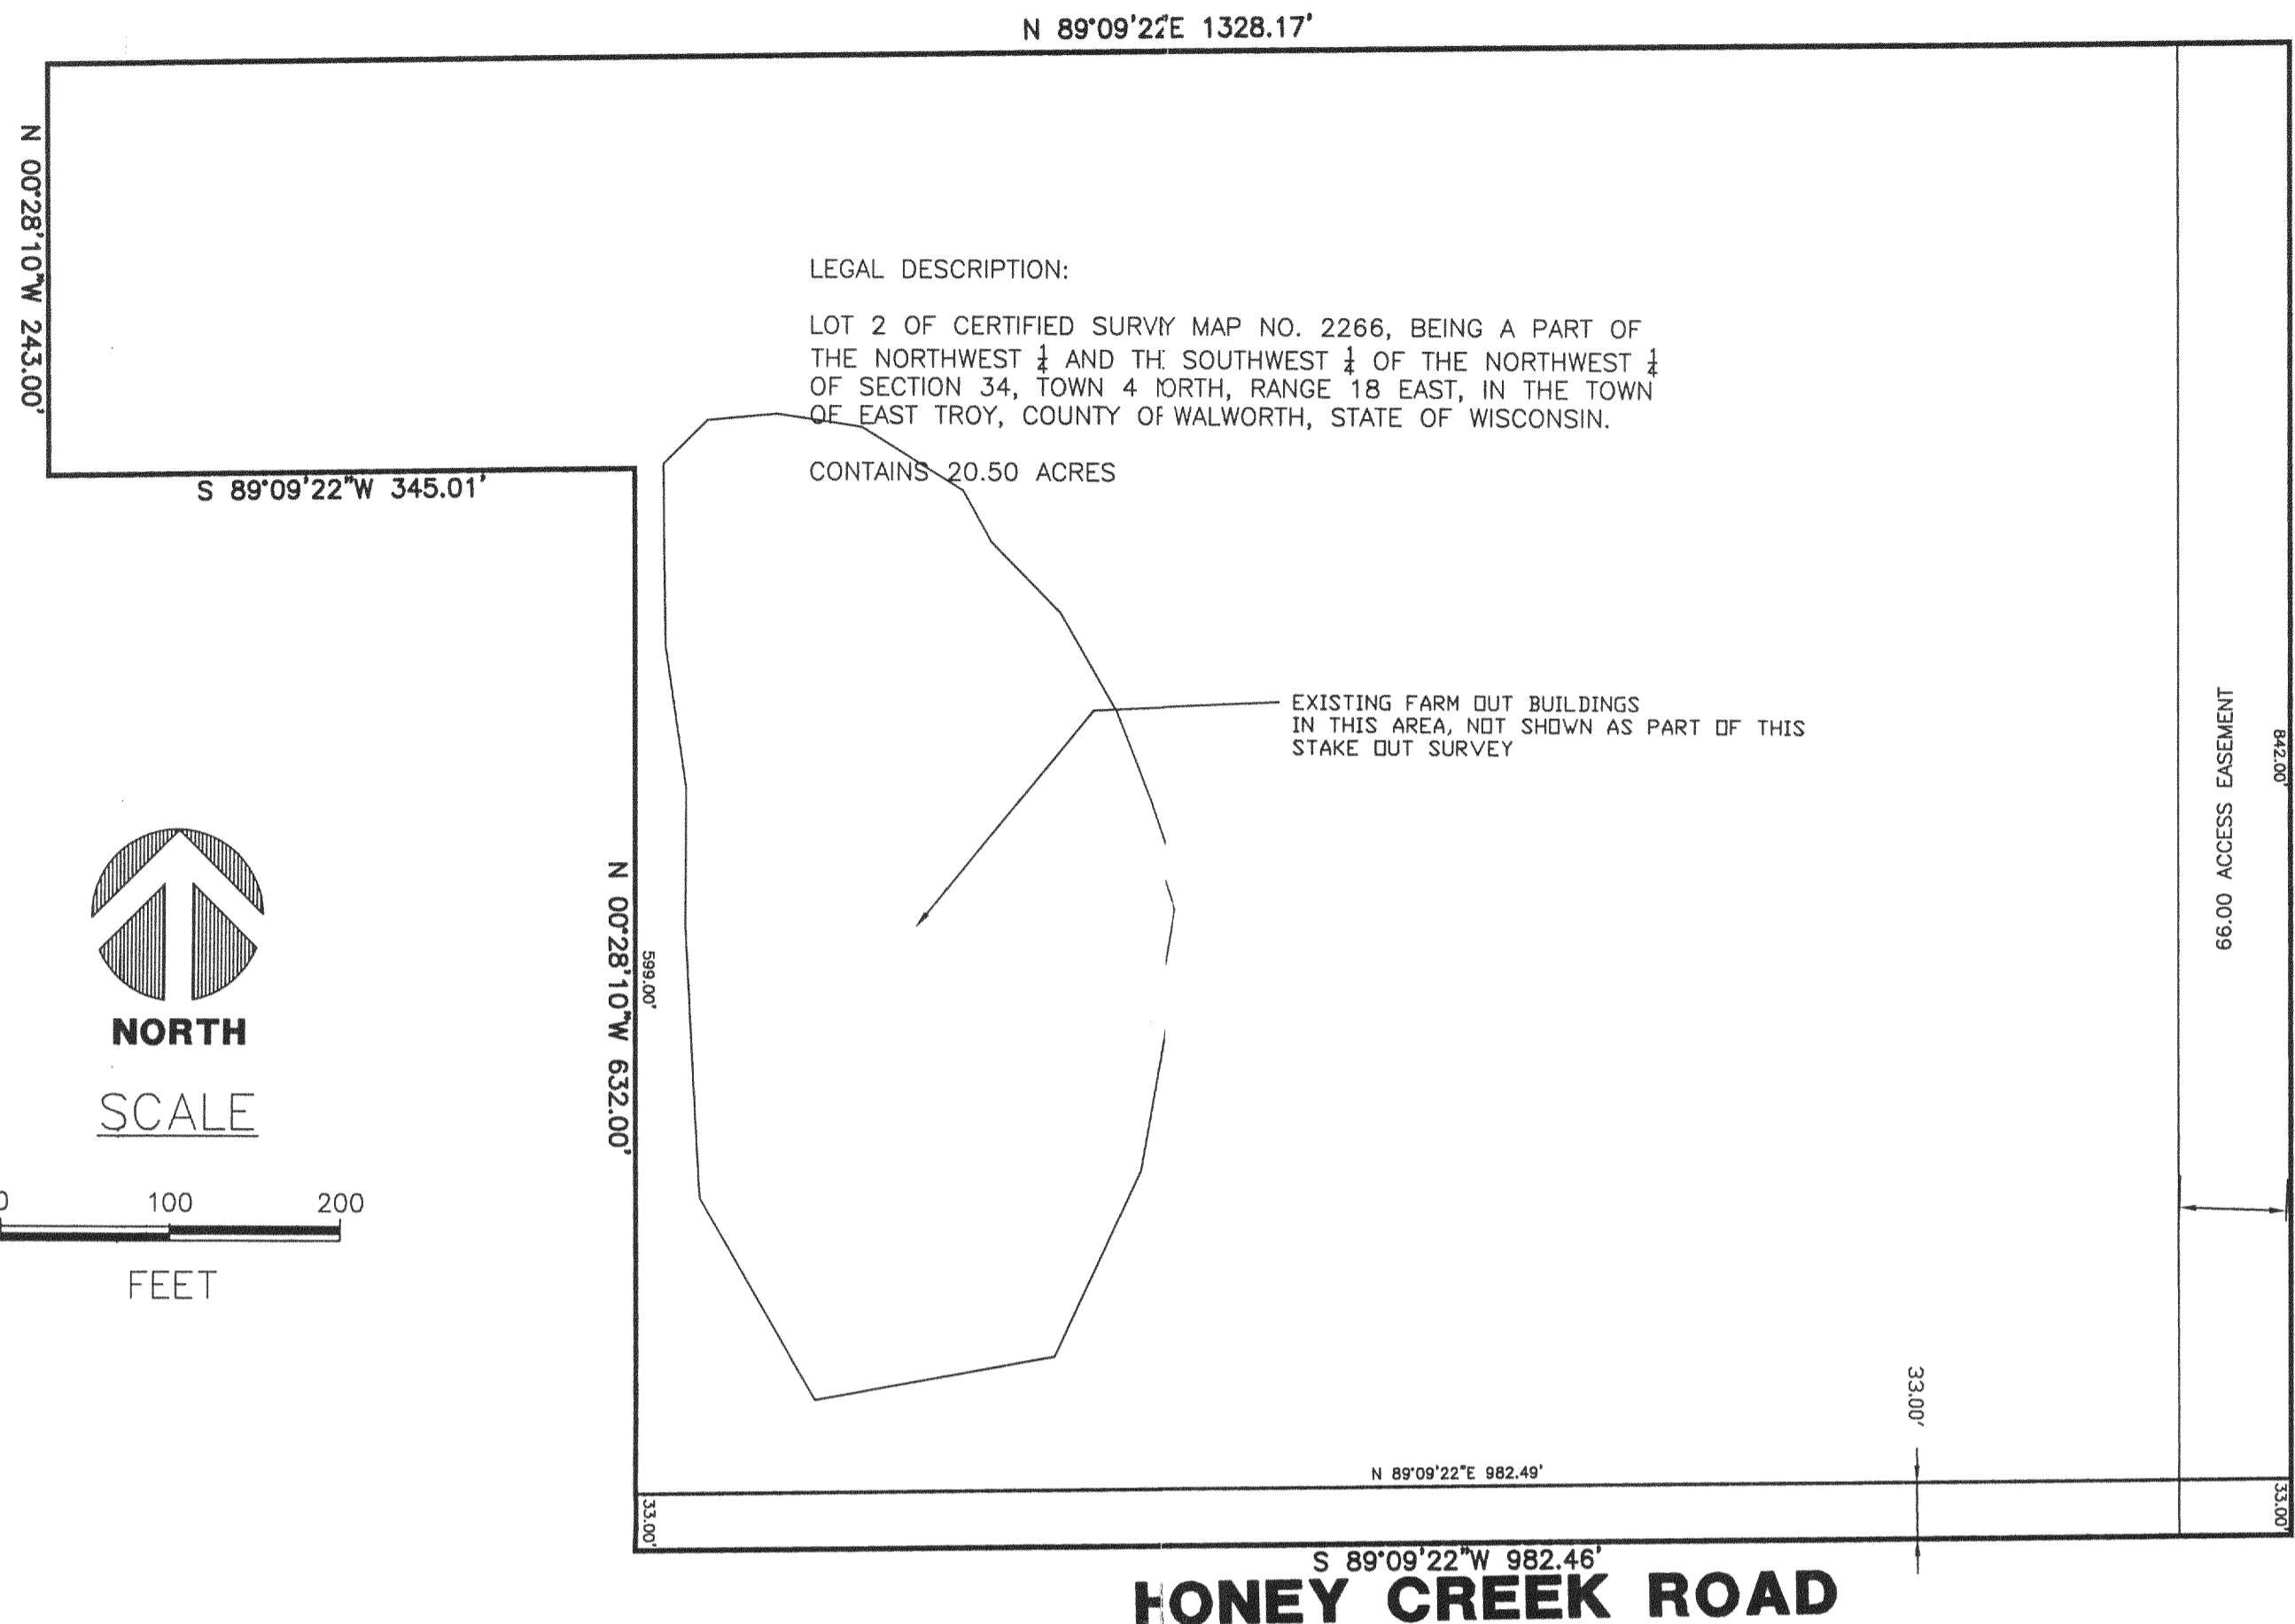 N 89°09'22"E 1328.17'
N 00°28'10"W 243.00'
LEGAL DESCRIPTION:
LOT 2 OF CERTIFIED SURVEY MAP NO. 2266, BEING A PART OF
THE NORTHWEST ¼ AND THE SOUTHWEST ¼ OF THE NORTHWEST ¼
OF SECTION 34, TOWN 4 NORTH, RANGE 18 EAST, IN THE TOWN
OF EAST TROY, COUNTY OF WALWORTH, STATE OF WISCONSIN.
CONTAINS 20.50 ACRES
S 89°09'22"W 345.01'
EXISTING FARM OUT BUILDINGS
IN THIS AREA, NOT SHOWN AS PART OF THIS
STAKE OUT SURVEY
66.00 ACCESS EASEMENT
842.00'
N 00°28'10"W 632.00'
599.00'
NORTH
SCALE
0 100 200
FEET
33.00'
N 89°09'22"E 982.49'
33.00'
33.00'
S 89°09'22"W 982.46'
HONEY CREEK ROAD